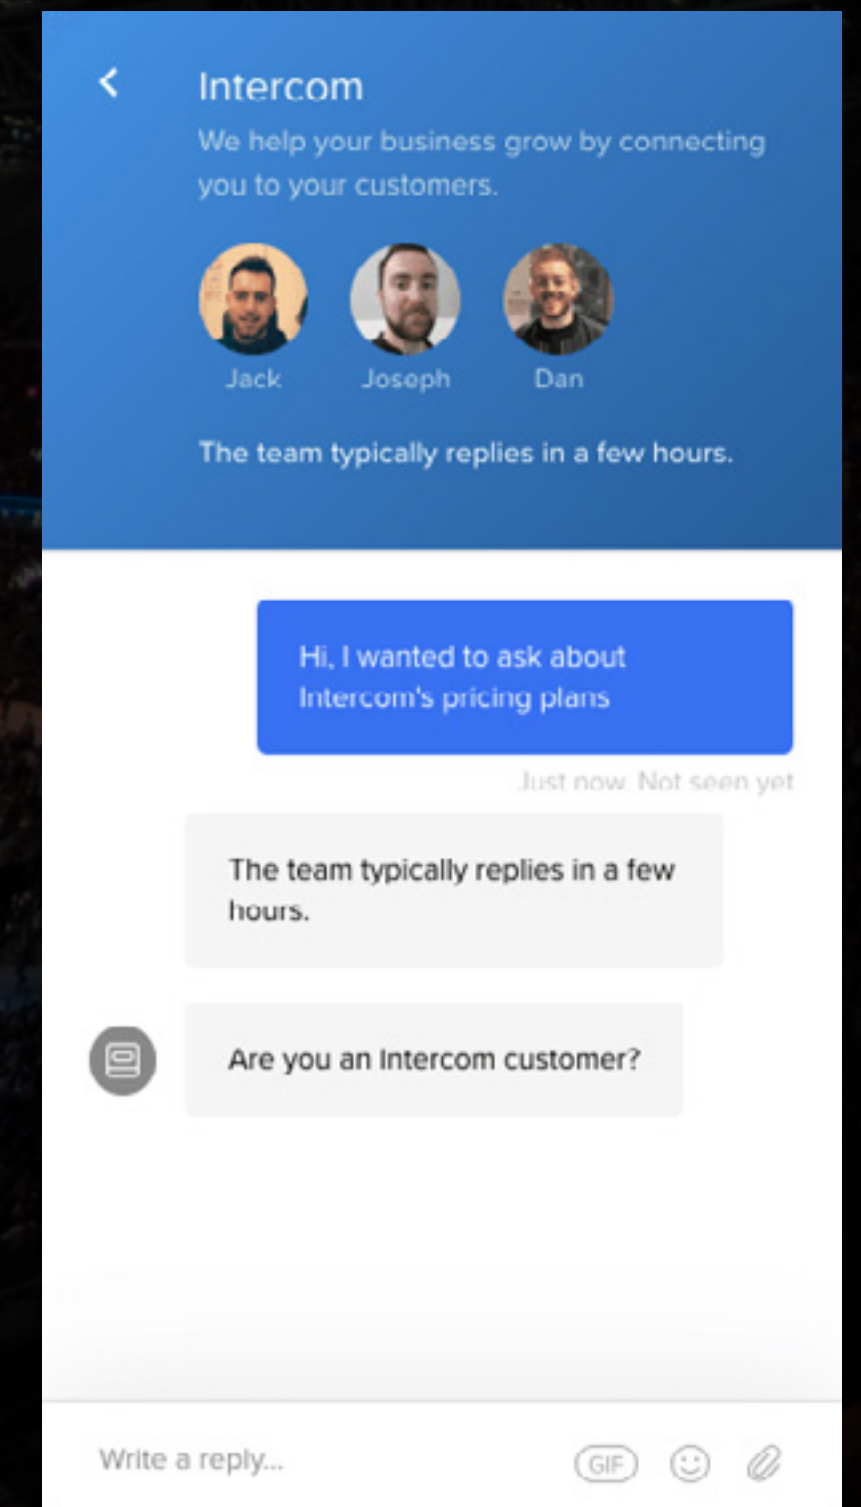 Intercom
We help your business grow by connecting
you to your customers.
Jack Joseph Dan
The team typically replies in a few hours.
Hi, I wanted to ask about
Intercom's pricing plans
Just now. Not seen yet
The team typically replies in a few
hours.
Are you an Intercom customer?
Write a reply...
GIF